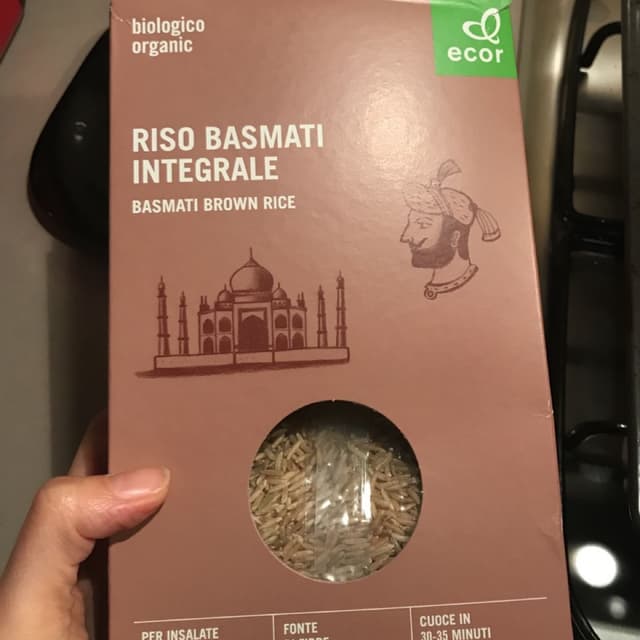 biologico
organic
ecor
RISO BASMATI
INTEGRALE
BASMATI BROWN RICE
PER INSALATE
FONTE
CUOCE IN
30-35 MINUTI